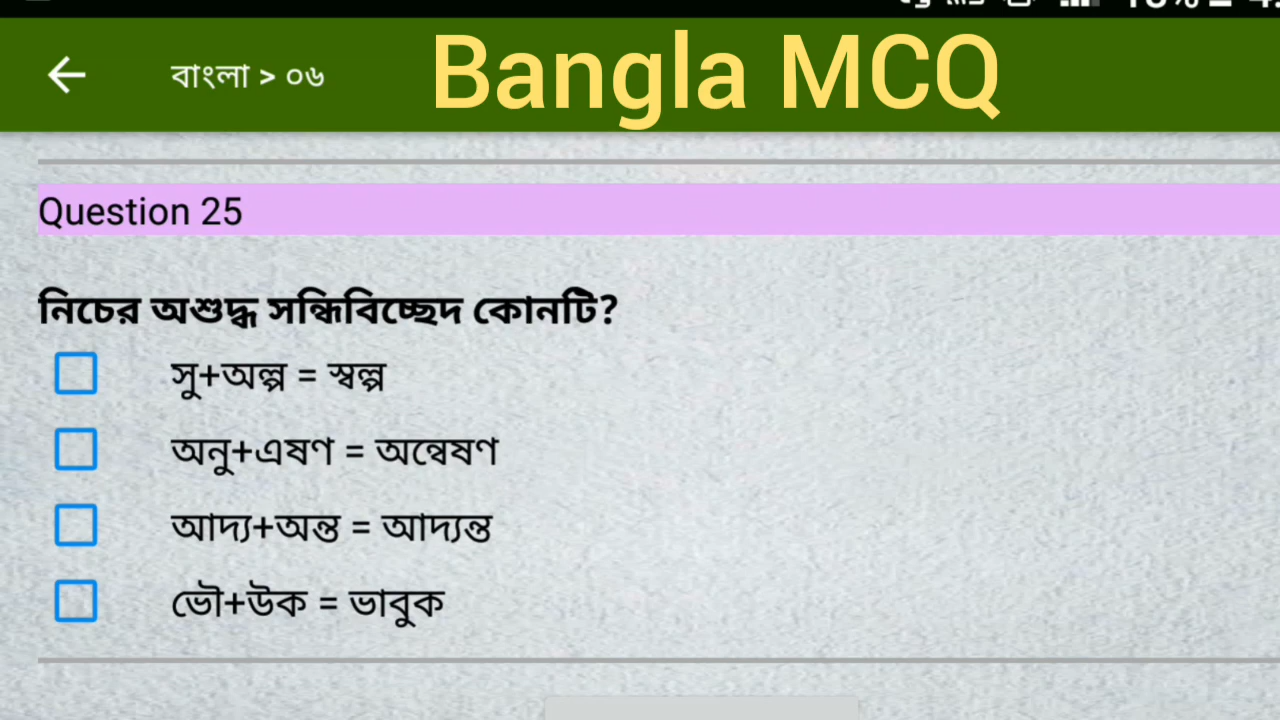 বাংলা > ০৬ Bangla MCQ
Question 25
নিচের অশুদ্ধ সন্ধিবিচ্ছেদ কোনটি?
সু+অল্প = স্বল্প
অনু+এষণ = অন্বেষণ
আদ্য+অন্ত = আদ্যন্ত
ভৌ+উক = ভাবুক